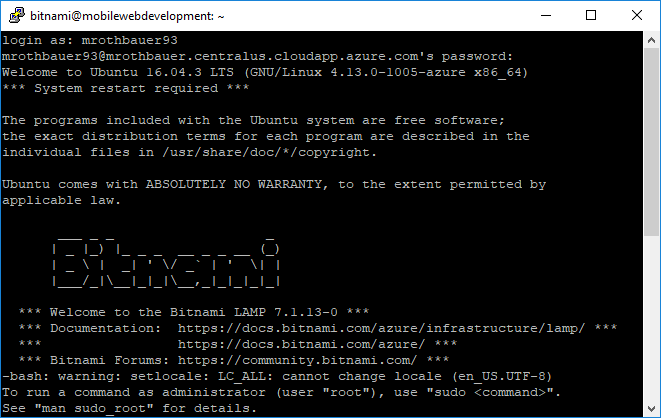 bitnami@mobilewebdevelopment: ~
login as: mrothbauer93
mrothbauer93@mrothbauer.centralus.cloudapp.azure.com's password:
Welcome to Ubuntu 16.04.3 LTS (GNU/Linux 4.13.0-1005-azure x86_64)
*** System restart required ***
The programs included with the Ubuntu system are free software;
the exact distribution terms for each program are described in the
individual files in /usr/share/doc/*/copyright.
Ubuntu comes with ABSOLUTELY NO WARRANTY, to the extent permitted by
applicable law.
Bitnami
*** Welcome to the Bitnami LAMP 7.1.13-0 ***
*** Documentation:  https://docs.bitnami.com/azure/infrastructure/lamp/ ***
***                 https://docs.bitnami.com/azure/ ***
*** Bitnami Forums: https://community.bitnami.com/ ***
-bash: warning: setlocale: LC_ALL: cannot change locale (en_US.UTF-8)
To run a command as administrator (user "root"), use "sudo <command>".
See "man sudo_root" for details.